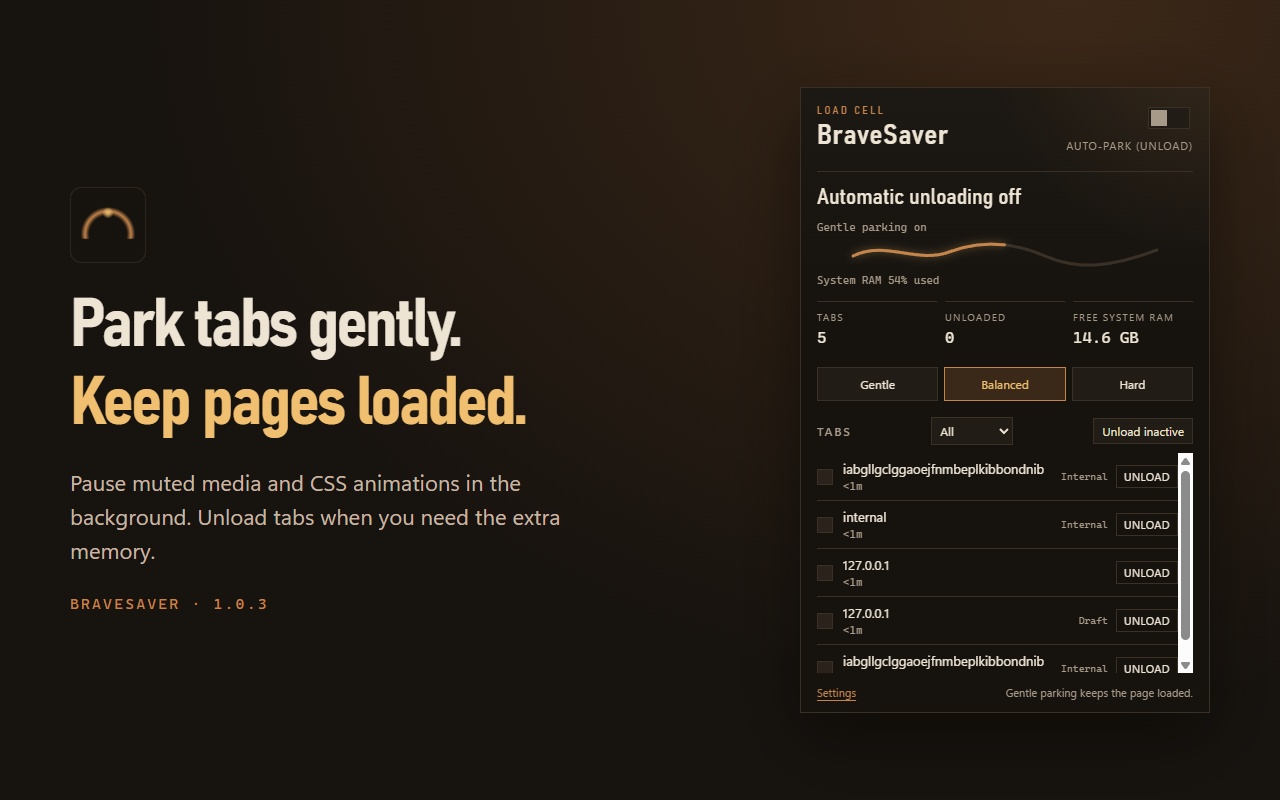 Park tabs gently.
Keep pages loaded.
Pause muted media and CSS animations in the
background. Unload tabs when you need the extra
memory.
BRAVESAVER · 1.0.3
LOAD CELL
BraveSaver
AUTO-PARK (UNLOAD)
Automatic unloading off
Gentle parking on
System RAM 54% used
TABS UNLOADED FREE SYSTEM RAM
5 0 14.6 GB
Gentle Balanced Hard
TABS All Unload inactive
iabgllgclggaoejfnmbeplkibbondnib Internal UNLOAD
<1m
internal Internal UNLOAD
<1m
127.0.0.1 UNLOAD
<1m
127.0.0.1 Draft UNLOAD
<1m
iabgllgclggaoejfnmbeplkibbondnib Internal UNLOAD
Settings Gentle parking keeps the page loaded.